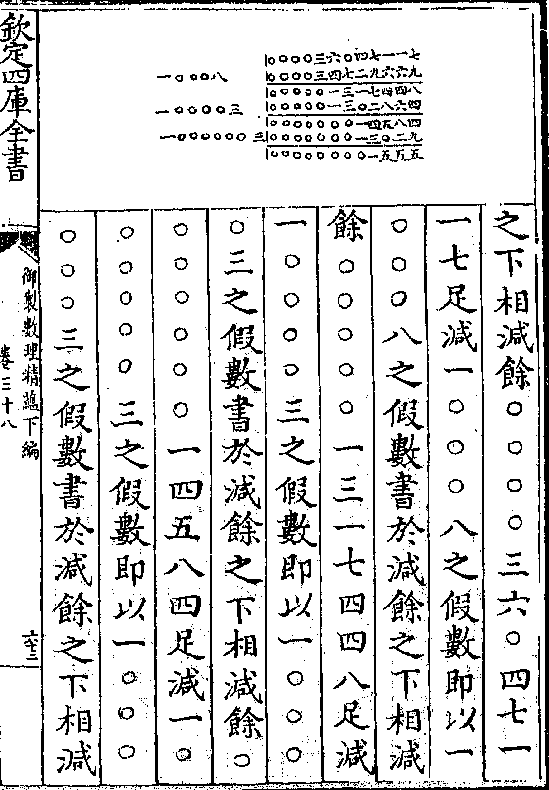 欽定四庫全書
〇〇〇〇三六〇四七一一七
〇〇〇〇三四七二九六六九
〇〇〇〇〇一三一七四四八
〇〇〇〇〇一三〇二八六四
〇〇〇〇〇〇〇一四五八四
〇〇〇〇〇〇〇一三〇二九
〇〇〇〇〇〇〇〇一五五五
一〇〇〇八
一〇〇〇〇三
一〇〇〇〇〇〇三
之下相減餘〇〇〇〇三六〇四七一
一七足減一〇〇〇八之假數即以一
〇〇〇八之假數書於減餘之下相減
餘〇〇〇〇〇一三一七四四八足減
一〇〇〇〇三之假數即以一〇〇〇
〇三之假數書於減餘之下相減餘〇
〇〇〇〇〇〇一四五八四足減一〇
〇〇〇〇〇三之假數即以一〇〇〇
〇〇〇三之假數書於減餘之下相減
御製數理精蘊下編
卷三十八
六十三